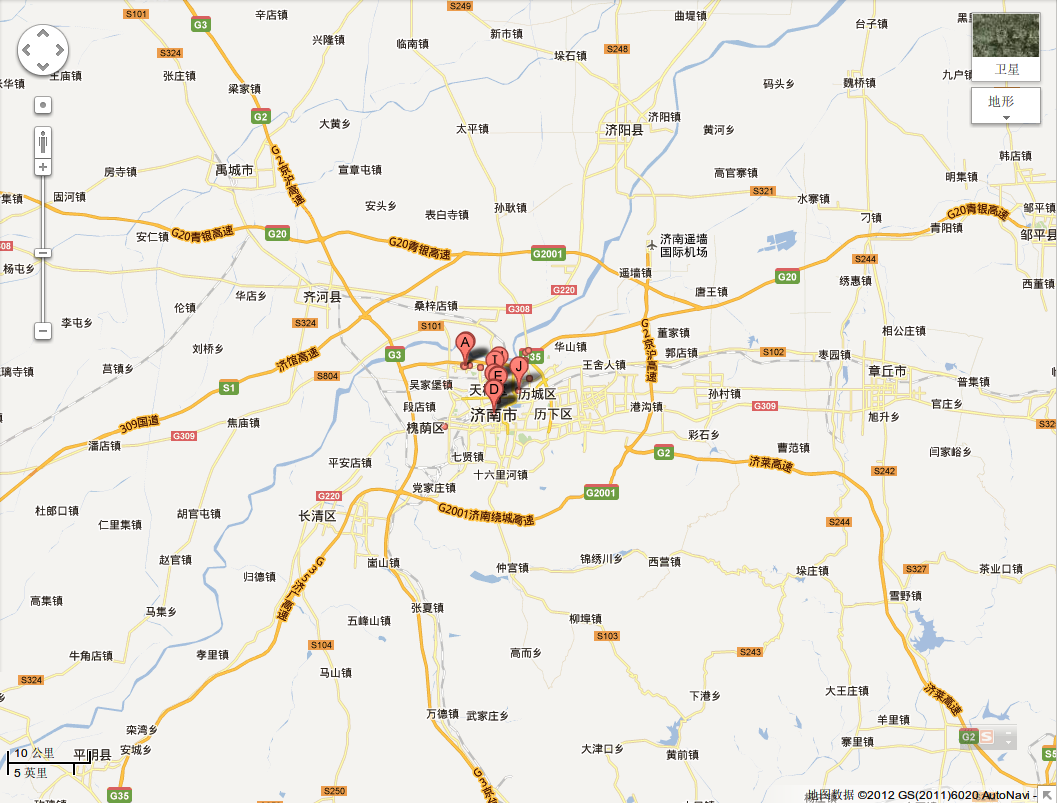 S101
G3
辛店镇
S249
曲堤镇
台子镇
兴隆镇
临南镇
新市镇
垛石镇
S248
S324
王庙镇
张庄镇
梁家镇
码头乡
魏桥镇
九户镇
卫星
地形
G2
大黄乡
太平镇
济阳县
济阳镇
黄河乡
G2京沪高速
禹城市
房寺镇
宣章屯镇
高官寨镇
韩店镇
明集镇
固河镇
安头乡
表白寺镇
孙耿镇
S321
水寨镇
刁镇
G20青银高速
邹平镇
安仁镇
G20青银高速
G20
G20青银高速
G2001
济南遥墙
国际机场
青阳镇
邹平县
杨屯乡
遥墙镇
S244
G20
绣惠镇
西董镇
伦镇
华店乡
齐河县
桑梓店镇
G220
唐王镇
G308
李屯乡
S324
S101
G2京沪高速
董家镇
相公庄镇
刘桥乡
济馆高速
G3
A
华山镇
郭店镇
S102
枣园镇
莒镇乡
S804
I
J
G35
王舍人镇
章丘市
S1
吴家堡镇
E
D
历城区
孙村镇
普集镇
309国道
段店镇
济南市
历下区
港沟镇
G309
官庄乡
旭升乡
焦庙镇
G309
槐荫区
彩石乡
潘店镇
七贤镇
G2
曹范镇
闫家峪乡
平安店镇
十六里河镇
济莱高速
S242
G220
党家庄镇
G2001
杜郎口镇
仁里集镇
胡官屯镇
长清区
G2001济南绕城高速
S244
赵官镇
G35济广高速
崮山镇
仲宫镇
锦绣川乡
西营镇
垛庄镇
S327
茶业口镇
归德镇
高集镇
马集乡
张夏镇
雪野镇
五峰山镇
柳埠镇
S103
牛角店镇
孝里镇
S104
高而乡
S243
S324
马山镇
下港乡
大王庄镇
济莱高速
栾湾乡
万德镇
武家庄乡
羊里镇
10 公里
平阴县
安城乡
大津口乡
黄前镇
寨里镇
G2
5 英里
G35
S250
地图数据 ©2012 GS(2011)6020 AutoNavi -